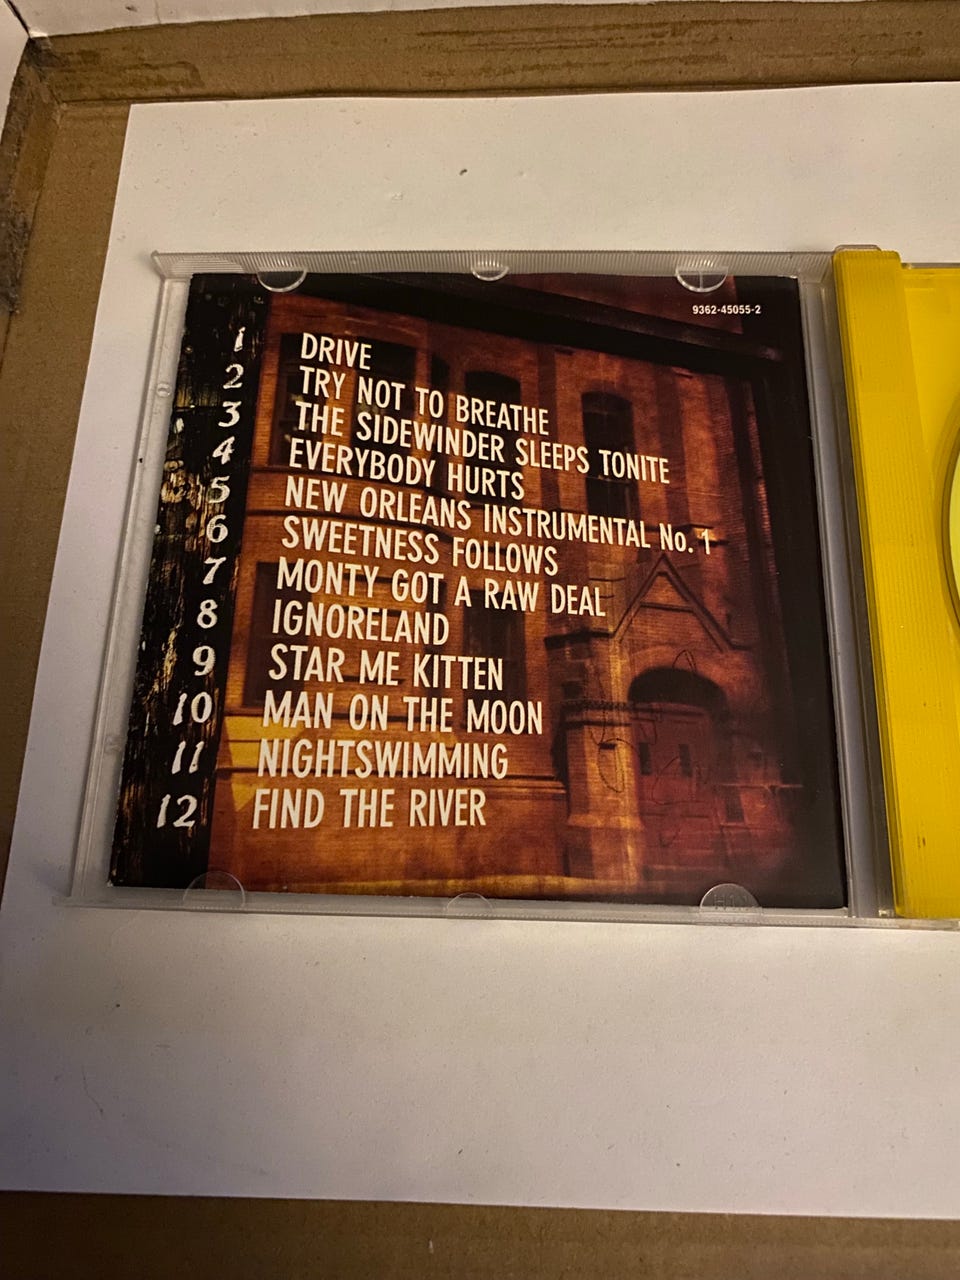 9362-45055-2
1 DRIVE
2 TRY NOT TO BREATHE
3 THE SIDEWINDER SLEEPS TONITE
4 EVERYBODY HURTS
5 NEW ORLEANS INSTRUMENTAL No. 1
6 SWEETNESS FOLLOWS
7 MONTY GOT A RAW DEAL
8 IGNORELAND
9 STAR ME KITTEN
10 MAN ON THE MOON
11 NIGHTSWIMMING
12 FIND THE RIVER